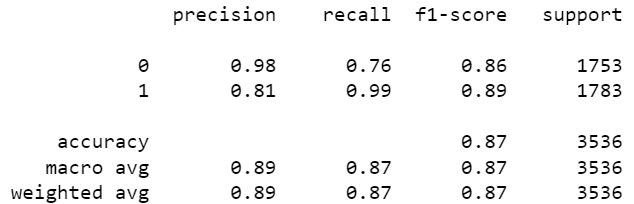 precision recall f1-score support
0 0.98 0.76 0.86 1753
1 0.81 0.99 0.89 1783
accuracy 0.87 3536
macro avg 0.89 0.87 0.87 3536
weighted avg 0.89 0.87 0.87 3536